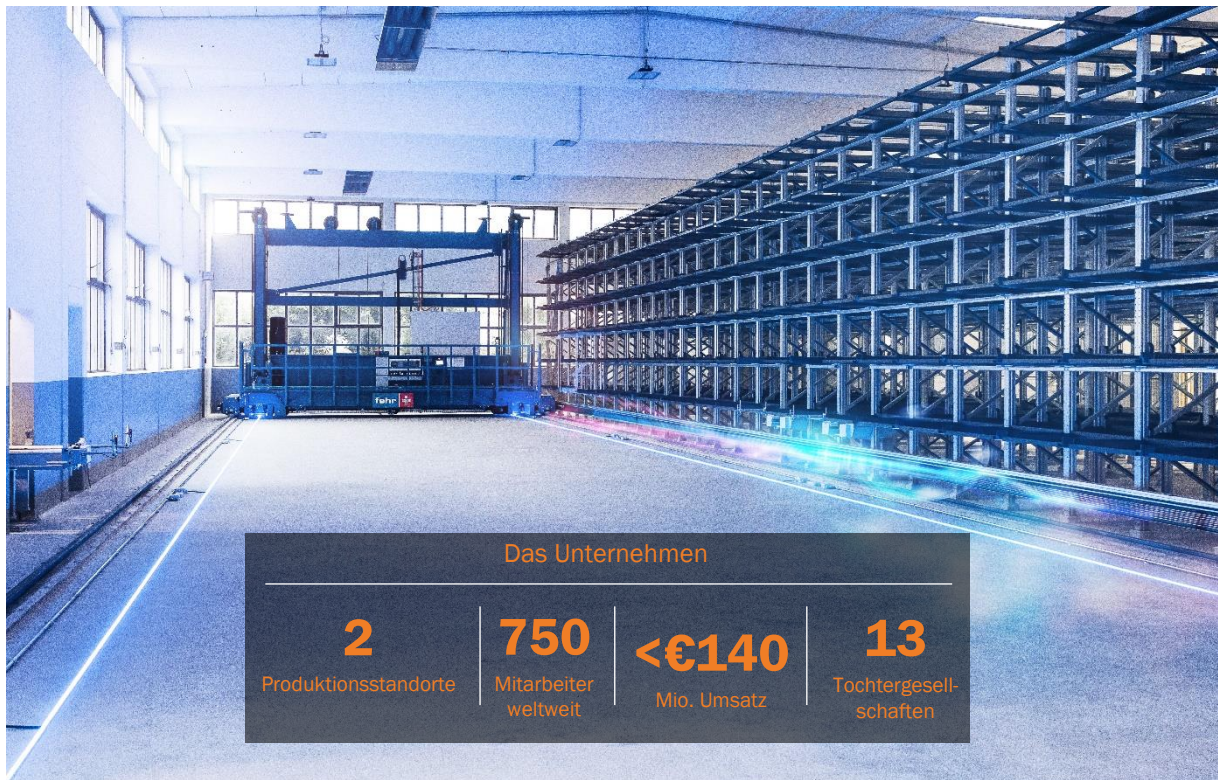 fehr
Das Unternehmen
2
Produktionsstandorte
750
Mitarbeiter
weltweit
<€140
Mio. Umsatz
13
Tochtergesell-
schaften